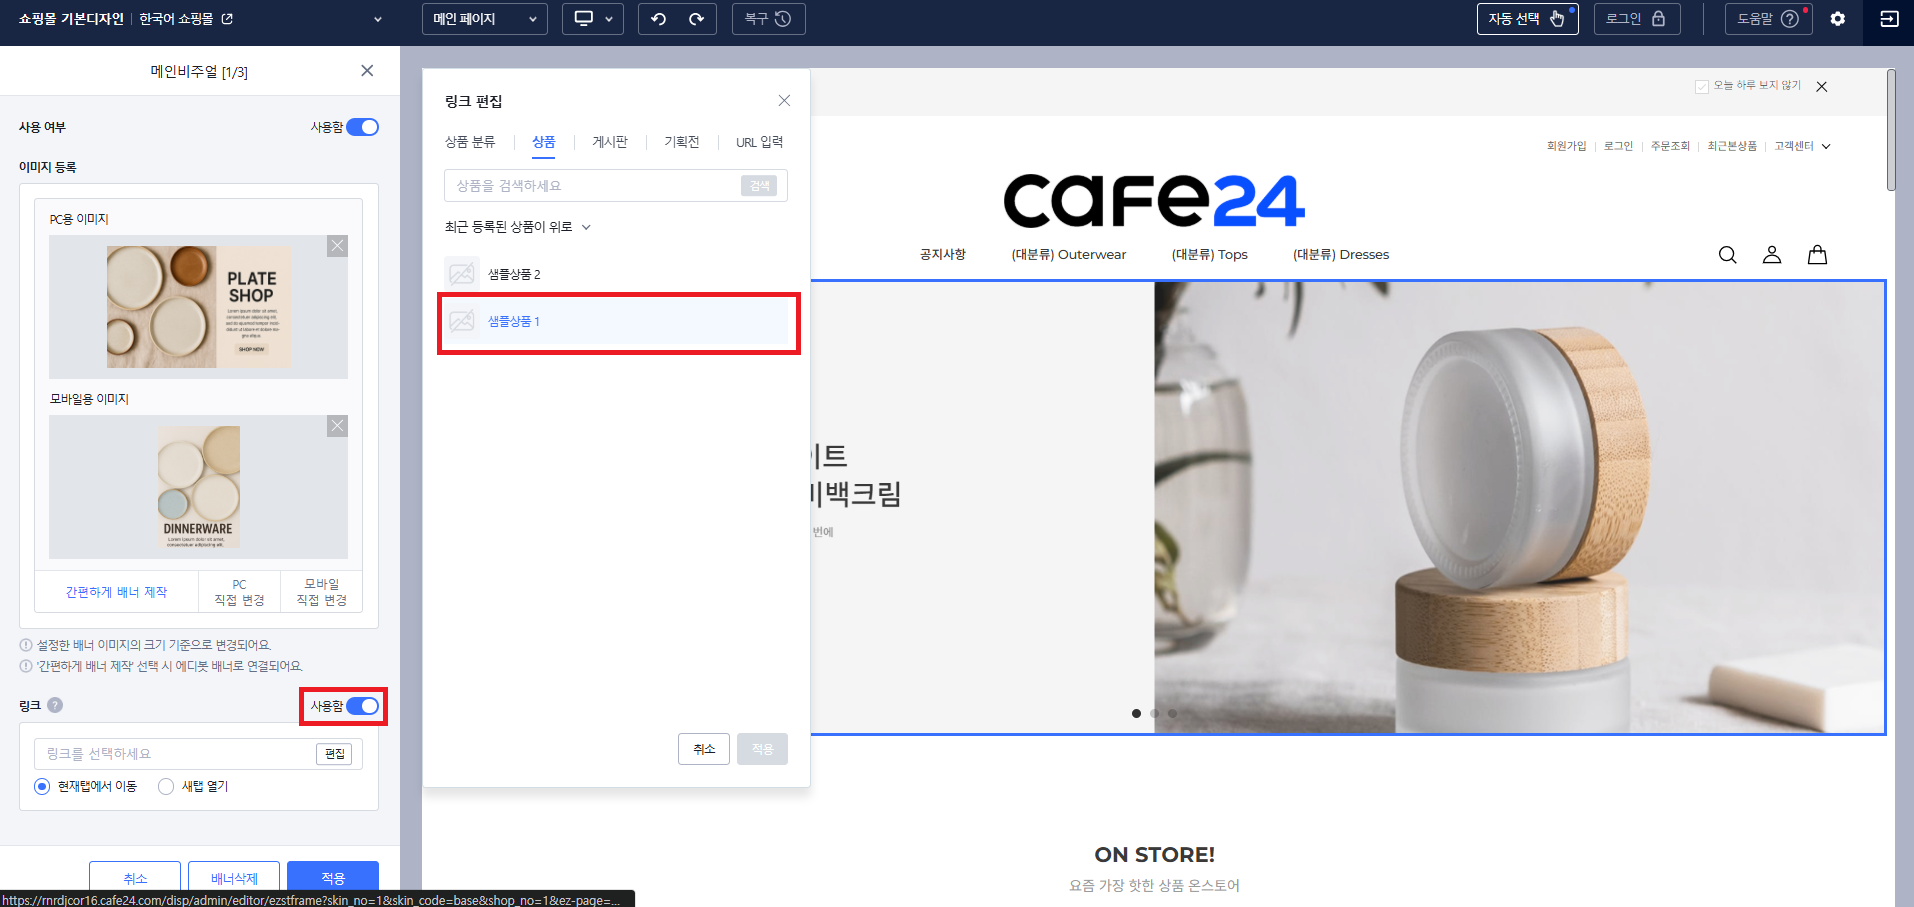 쇼핑몰 기본디자인 한국어 쇼핑몰
메인 페이지
복구
자동 선택
로그인
도움말
메인비주얼 [1/3]
사용 여부
사용함
이미지 등록
PC용 이미지
PLATE
SHOP
SHOP NOW
모바일용 이미지
DINNERWARE
간편하게 배너 제작
PC
직접 변경
모바일
직접 변경
설정한 배너 이미지의 크기 기준으로 변경되어요.
'간편하게 배너 제작' 선택 시 에디봇 배너로 연결되어요.
링크 ?
사용함
링크를 선택하세요
편집
현재탭에서 이동
새탭 열기
취소
배너삭제
적용
https://rnrdjcor16.cafe24.com/disp/admin/editor/ezstframe?skin_no=1&skin_code=base&shop_no=1&ez-page=...
링크 편집
상품 분류
상품
게시판
기획전
URL 입력
상품을 검색하세요
검색
최근 등록된 상품이 위로
샘플상품 2
샘플상품 1
취소
적용
오늘 하루 보지 않기
회원가입
로그인
주문조회
최근본상품
고객센터
cafe24
공지사항
(대분류) Outerwear
(대분류) Tops
(대분류) Dresses
이트
미백크림
번에
ON STORE!
요즘 가장 핫한 상품 온스토어